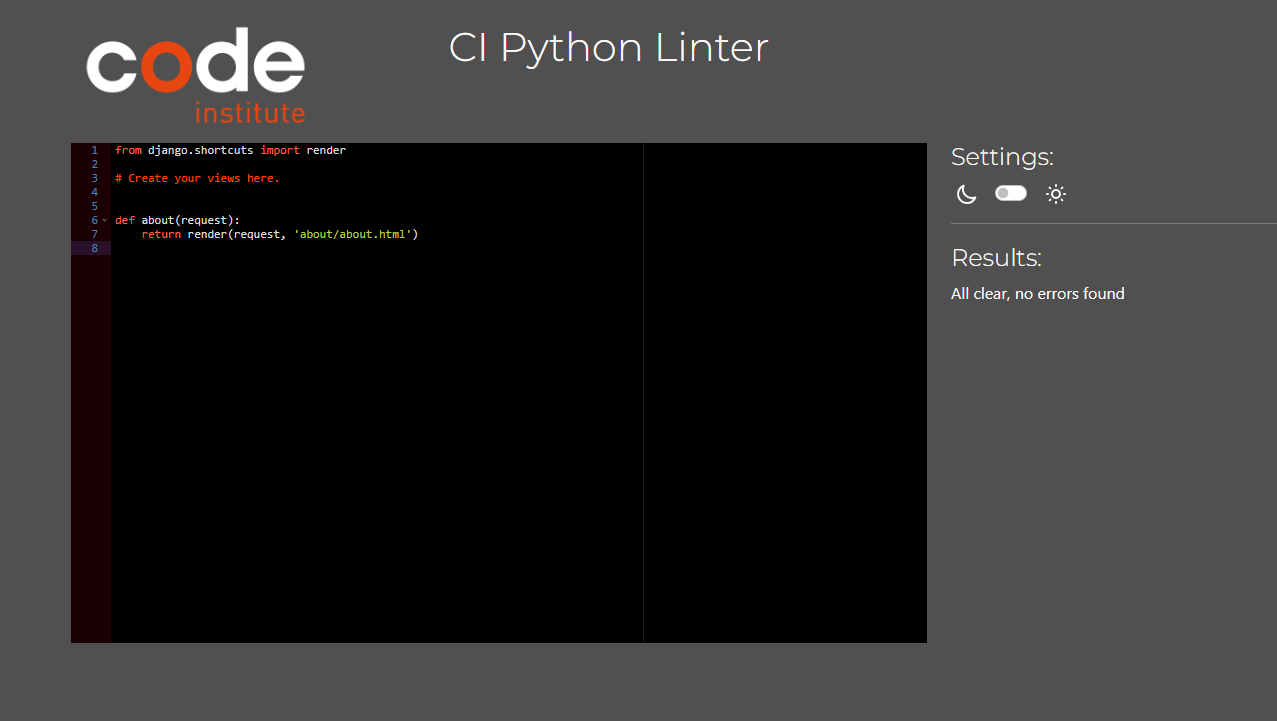 code
institute
CI Python Linter
1 from django.shortcuts import render
2
3 # Create your views here.
4
5
6 def about(request):
7     return render(request, 'about/about.html')
8
Settings:
Results:
All clear, no errors found